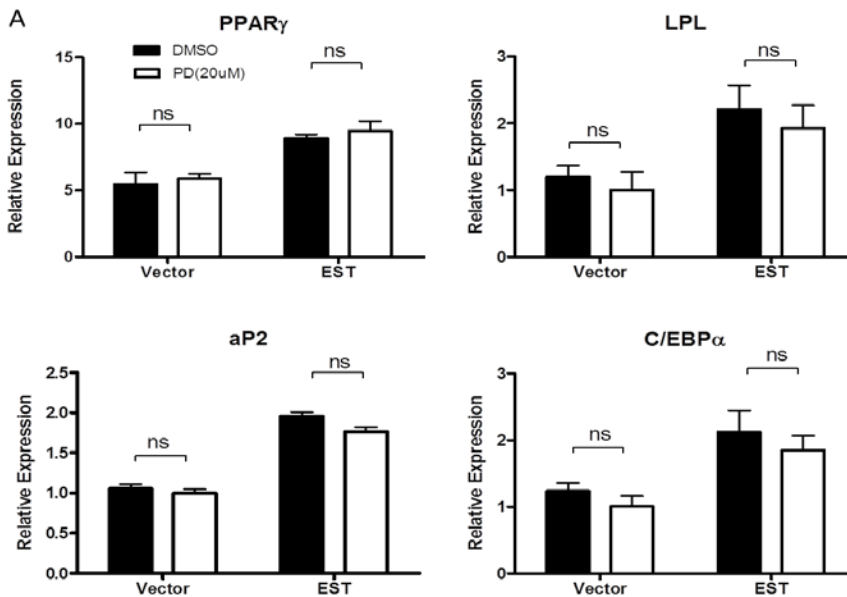 A
PPARγ
DMSO
PD(20uM)
ns
ns
Relative Expression
15
10
5
0
Vector
EST
LPL
ns
ns
Relative Expression
3
2
1
0
Vector
EST
aP2
ns
ns
Relative Expression
2.5
2.0
1.5
1.0
0.5
0.0
Vector
EST
C/EBPα
ns
ns
Relative Expression
3
2
1
0
Vector
EST